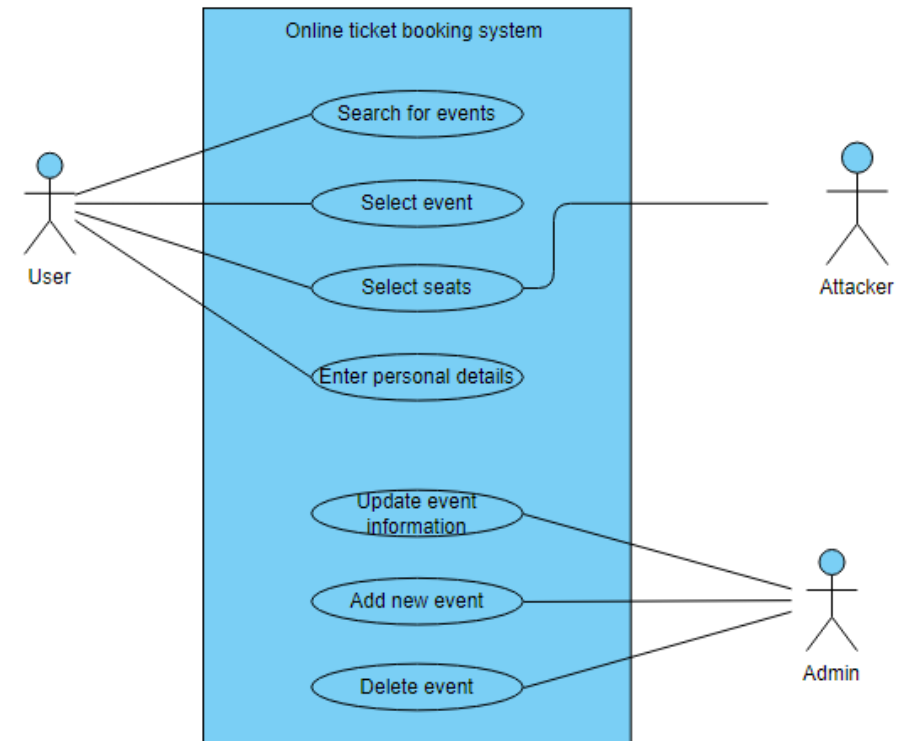 Online ticket booking system
Search for events
Select event
Select seats
User
Attacker
Enter personal details
Update event
information
Add new event
Admin
Delete event